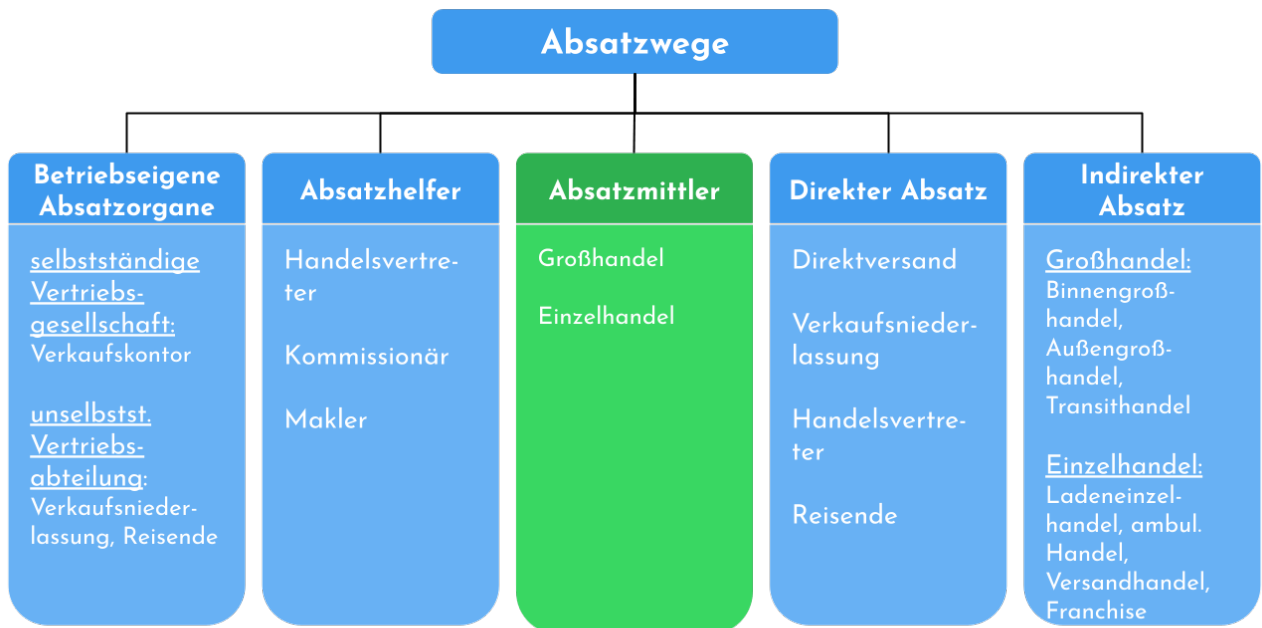 Absatzwege
Betriebseigene
Absatzorgane
selbstständige
Vertriebs-
gesellschaft:
Verkaufskontor
unselbstst.
Vertriebs-
abteilung:
Verkaufsnieder-
lassung, Reisende
Absatzhelfer
Handelsvertre-
ter
Kommissionär
Makler
Absatzmittler
Großhandel
Einzelhandel
Direkter Absatz
Direktversand
Verkaufsnieder-
lassung
Handelsvertre-
ter
Reisende
Indirekter
Absatz
Großhandel:
Binnengroß-
handel,
Außengroß-
handel,
Transithandel
Einzelhandel:
Ladeneinzel-
handel, ambul.
Handel,
Versandhandel,
Franchise